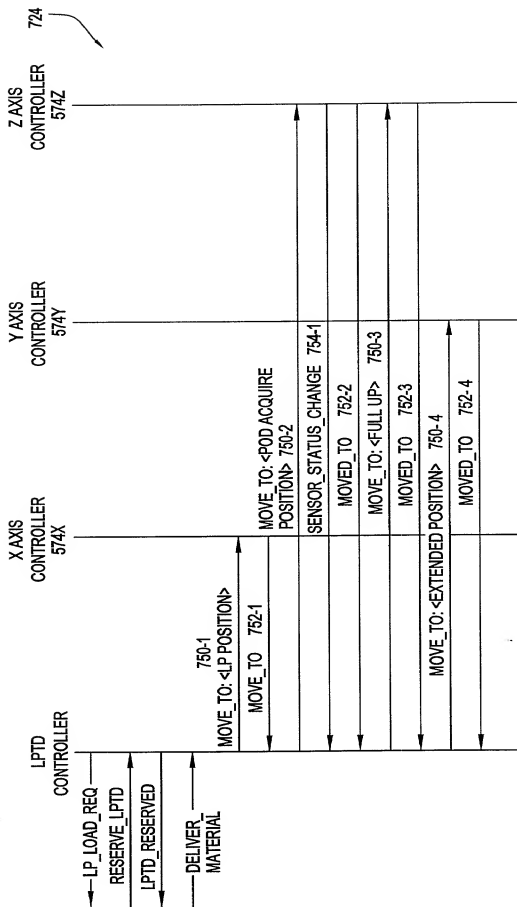 724
LPTD
CONTROLLER
X AXIS
CONTROLLER
574X
Y AXIS
CONTROLLER
574Y
Z AXIS
CONTROLLER
574Z
LP_LOAD_REQ
RESERVE_LPTD
LPTD_RESERVED
DELIVER_
MATERIAL
750-1
MOVE_TO: <LP POSITION>
MOVE_TO 752-1
MOVE_TO: <POD ACQUIRE
POSITION> 750-2
SENSOR_STATUS_CHANGE 754-1
MOVED_TO 752-2
MOVE_TO: <FULL UP> 750-3
MOVED_TO 752-3
MOVE_TO: <EXTENDED POSITION> 750-4
MOVED_TO 752-4